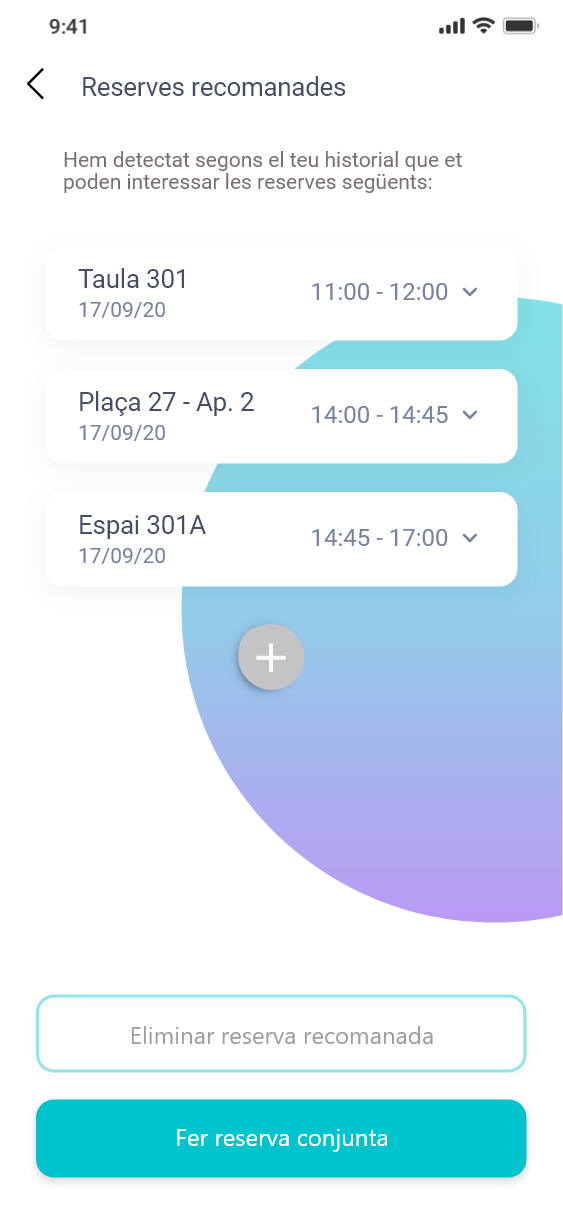 9:41
Reserves recomanades
Hem detectat segons el teu historial que et
poden interessar les reserves següents:
Taula 301
17/09/20
11:00 - 12:00
Plaça 27 - Ap. 2
17/09/20
14:00 - 14:45
Espai 301A
17/09/20
14:45 - 17:00
Eliminar reserva recomanada
Fer reserva conjunta